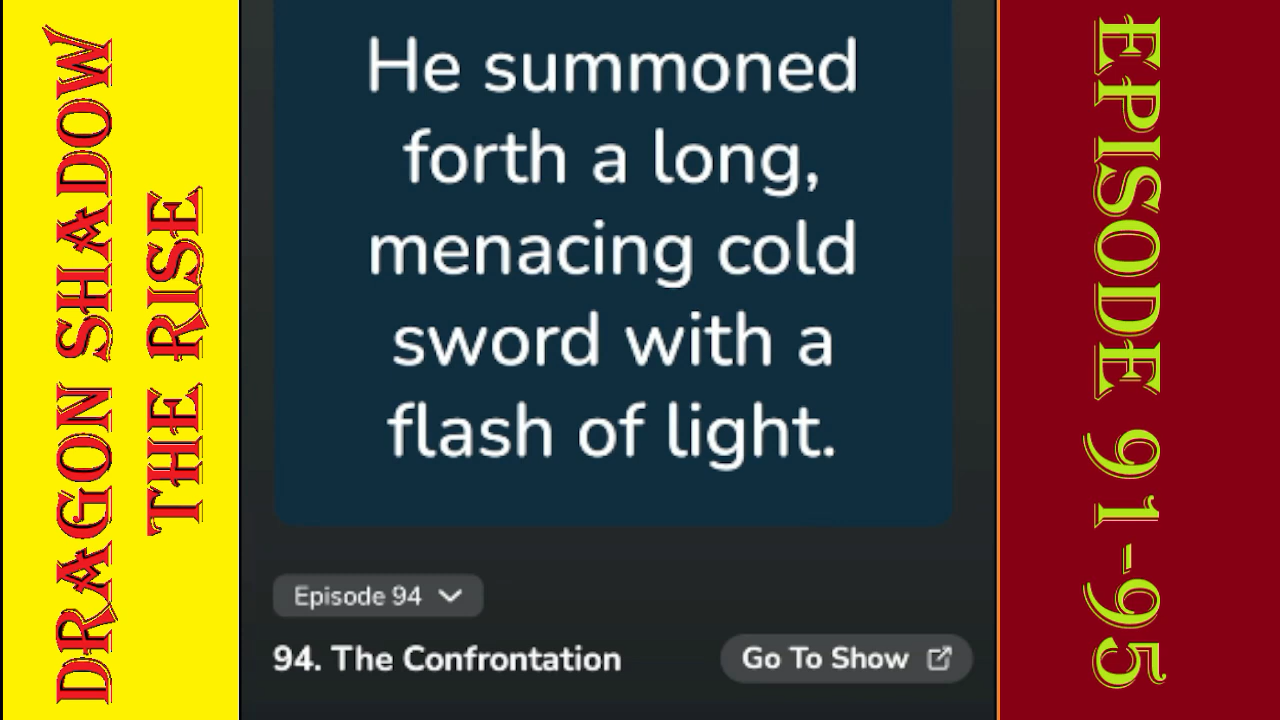 DRAGON SHADOW
THE RISE
He summoned
forth a long,
menacing cold
sword with a
flash of light.
Episode 94
94. The Confrontation
Go To Show
EPISODE 91-95